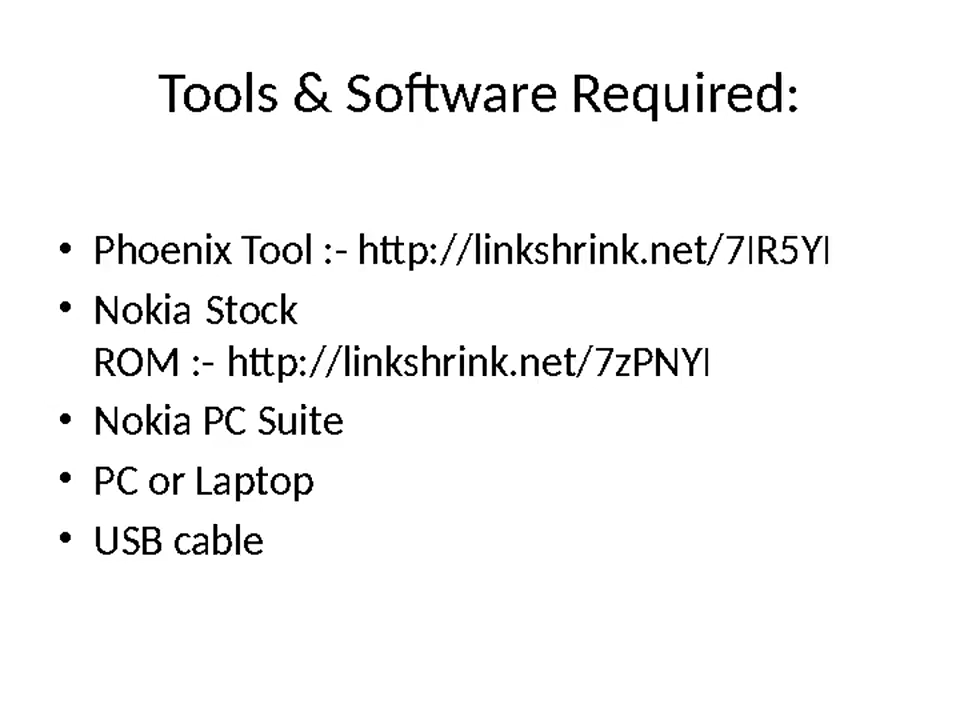 Tools & Software Required:
• Phoenix Tool :- http://linkshrink.net/7IR5YI
• Nokia Stock
ROM :- http://linkshrink.net/7zPNYI
• Nokia PC Suite
• PC or Laptop
• USB cable